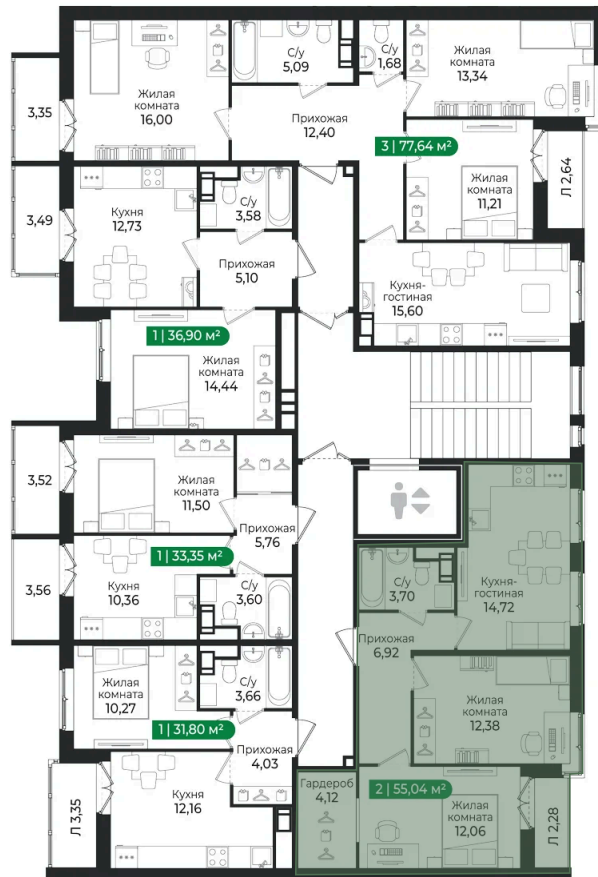 С/у
5,09
С/у
1,68
Жилая
комната
13,34
3,35
Жилая
комната
16,00
Прихожая
12,40
3 | 77,64 м²
Жилая
комната
11,21
Л 2,64
3,49
Кухня
12,73
С/у
3,58
Прихожая
5,10
Кухня-
гостиная
15,60
1 | 36,90 м²
Жилая
комната
14,44
3,52
Жилая
комната
11,50
5,76
1 | 33,35 м²
3,56
Кухня
10,36
С/у
3,60
С/у
3,70
Кухня-
гостиная
14,72
Прихожая
6,92
Жилая
комната
10,27
С/у
3,66
Жилая
комната
12,38
1 | 31,80 м²
Прихожая
4,03
Л 3,35
Кухня
12,16
Гардероб
4,12
2 | 55,04 м²
Жилая
комната
12,06
Л 2,28